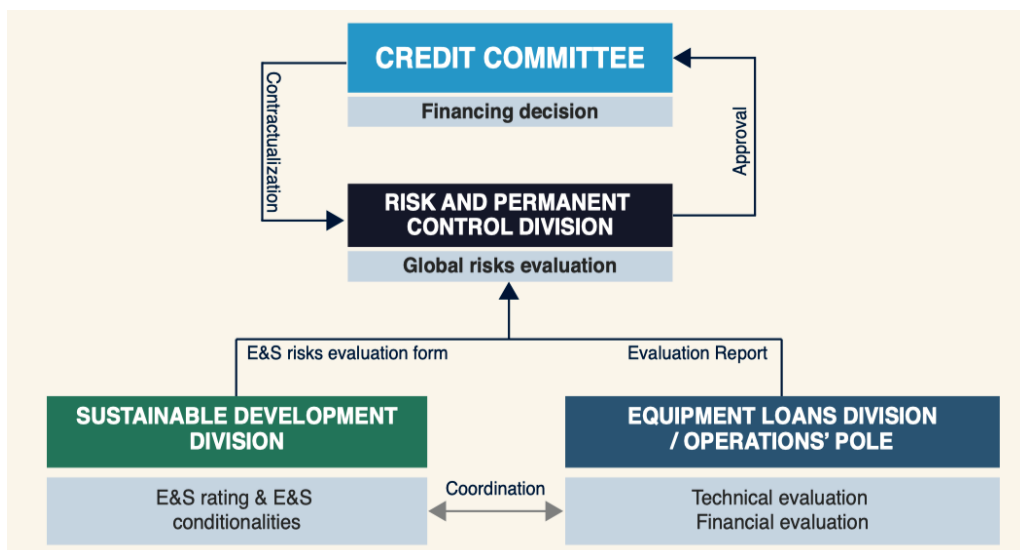 CREDIT COMMITTEE
Financing decision
Contractualization
Approval
RISK AND PERMANENT
CONTROL DIVISION
Global risks evaluation
E&S risks evaluation form
Evaluation Report
SUSTAINABLE DEVELOPMENT
DIVISION
E&S rating & E&S
conditionalities
Coordination
EQUIPMENT LOANS DIVISION
/ OPERATIONS’ POLE
Technical evaluation
Financial evaluation